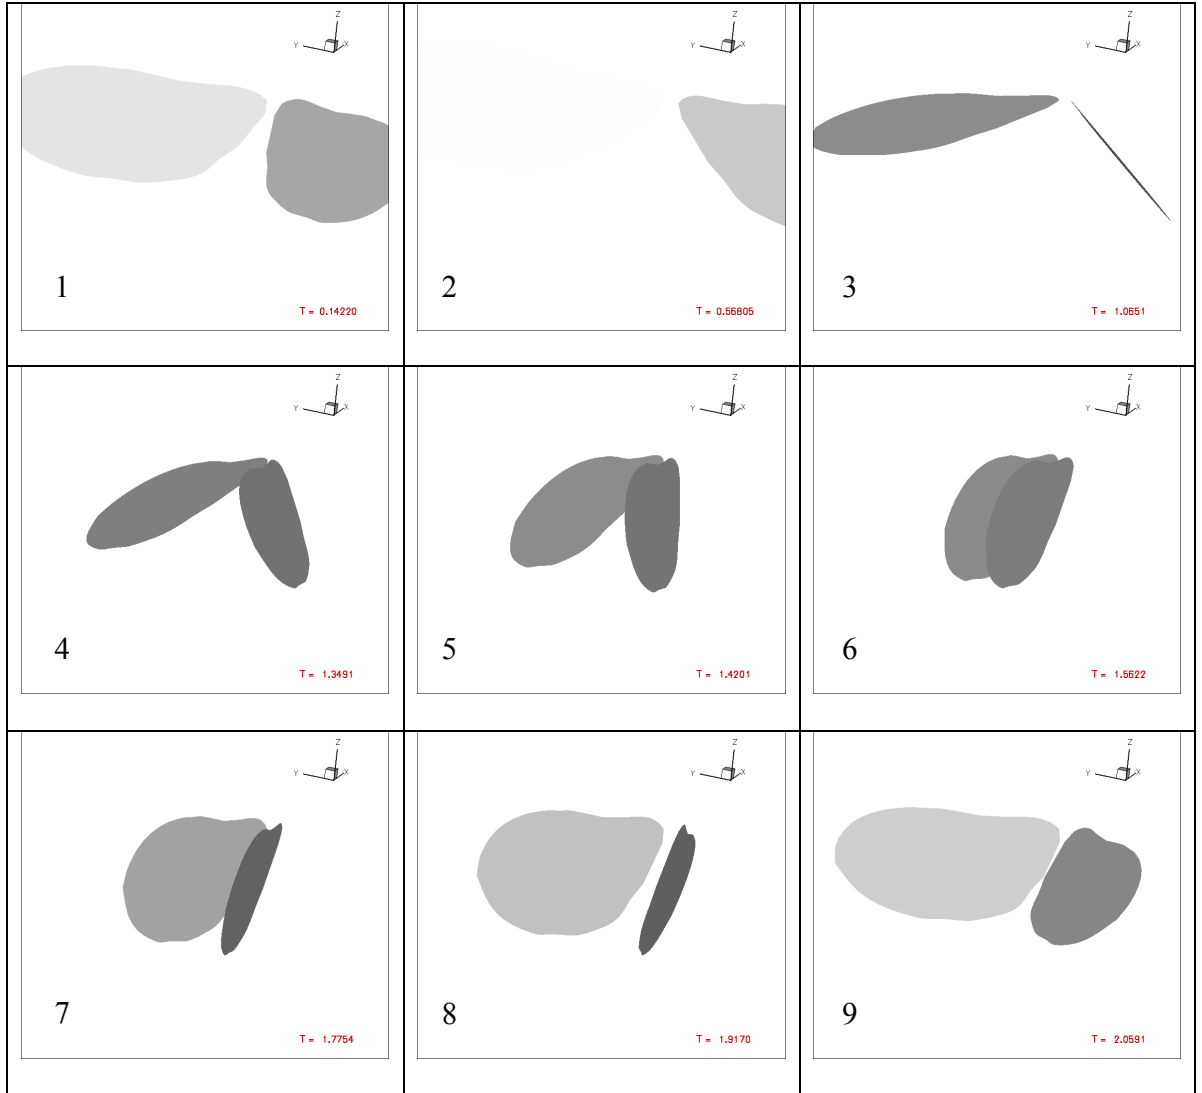 Z
Y X
1
T = 0.14220
Z
Y X
2
T = 0.56805
Z
Y X
3
T = 1.0651
Z
Y X
4
T = 1.3491
Z
Y X
5
T = 1.4201
Z
Y X
6
T = 1.5622
Z
Y X
7
T = 1.7754
Z
Y X
8
T = 1.9170
Z
Y X
9
T = 2.0591